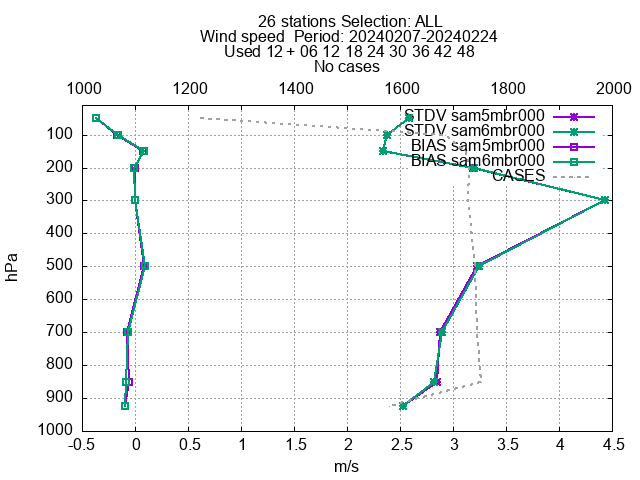 26 stations Selection: ALL
Wind speed  Period: 20240207-20240224
Used 12 + 06 12 18 24 30 36 42 48
No cases
1000 1200 1400 1600 1800 2000
STDV sam5mbr000
STDV sam6mbr000
BIAS sam5mbr000
BIAS sam6mbr000
CASES
100
200
300
400
500
600
700
800
900
1000
hPa
-0.5 0 0.5 1 1.5 2 2.5 3 3.5 4 4.5
m/s